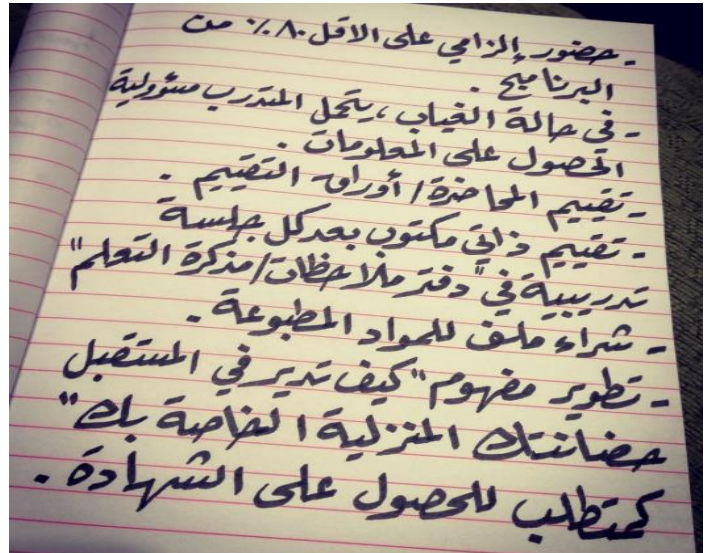 - حضور إلزامي على الاقل ٨٠٪ من
البرنامج .
- في حالة الغياب ، يتحمل المتدرب مسؤولية
الحصول على المعلومات .
- تقييم المحاضرة / أوراق التقييم .
- تقييم ذاتي مكتوب بعد كل جلسة
تدريبية في "دفتر ملاحظات/مذكرة التعلم"
- شراء ملف للمواد المطبوعة .
- تطوير مفهوم "كيف تدير في المستقبل
حضانتك المنزلية الخاصة بك"
كمتطلب للحصول على الشهادة .